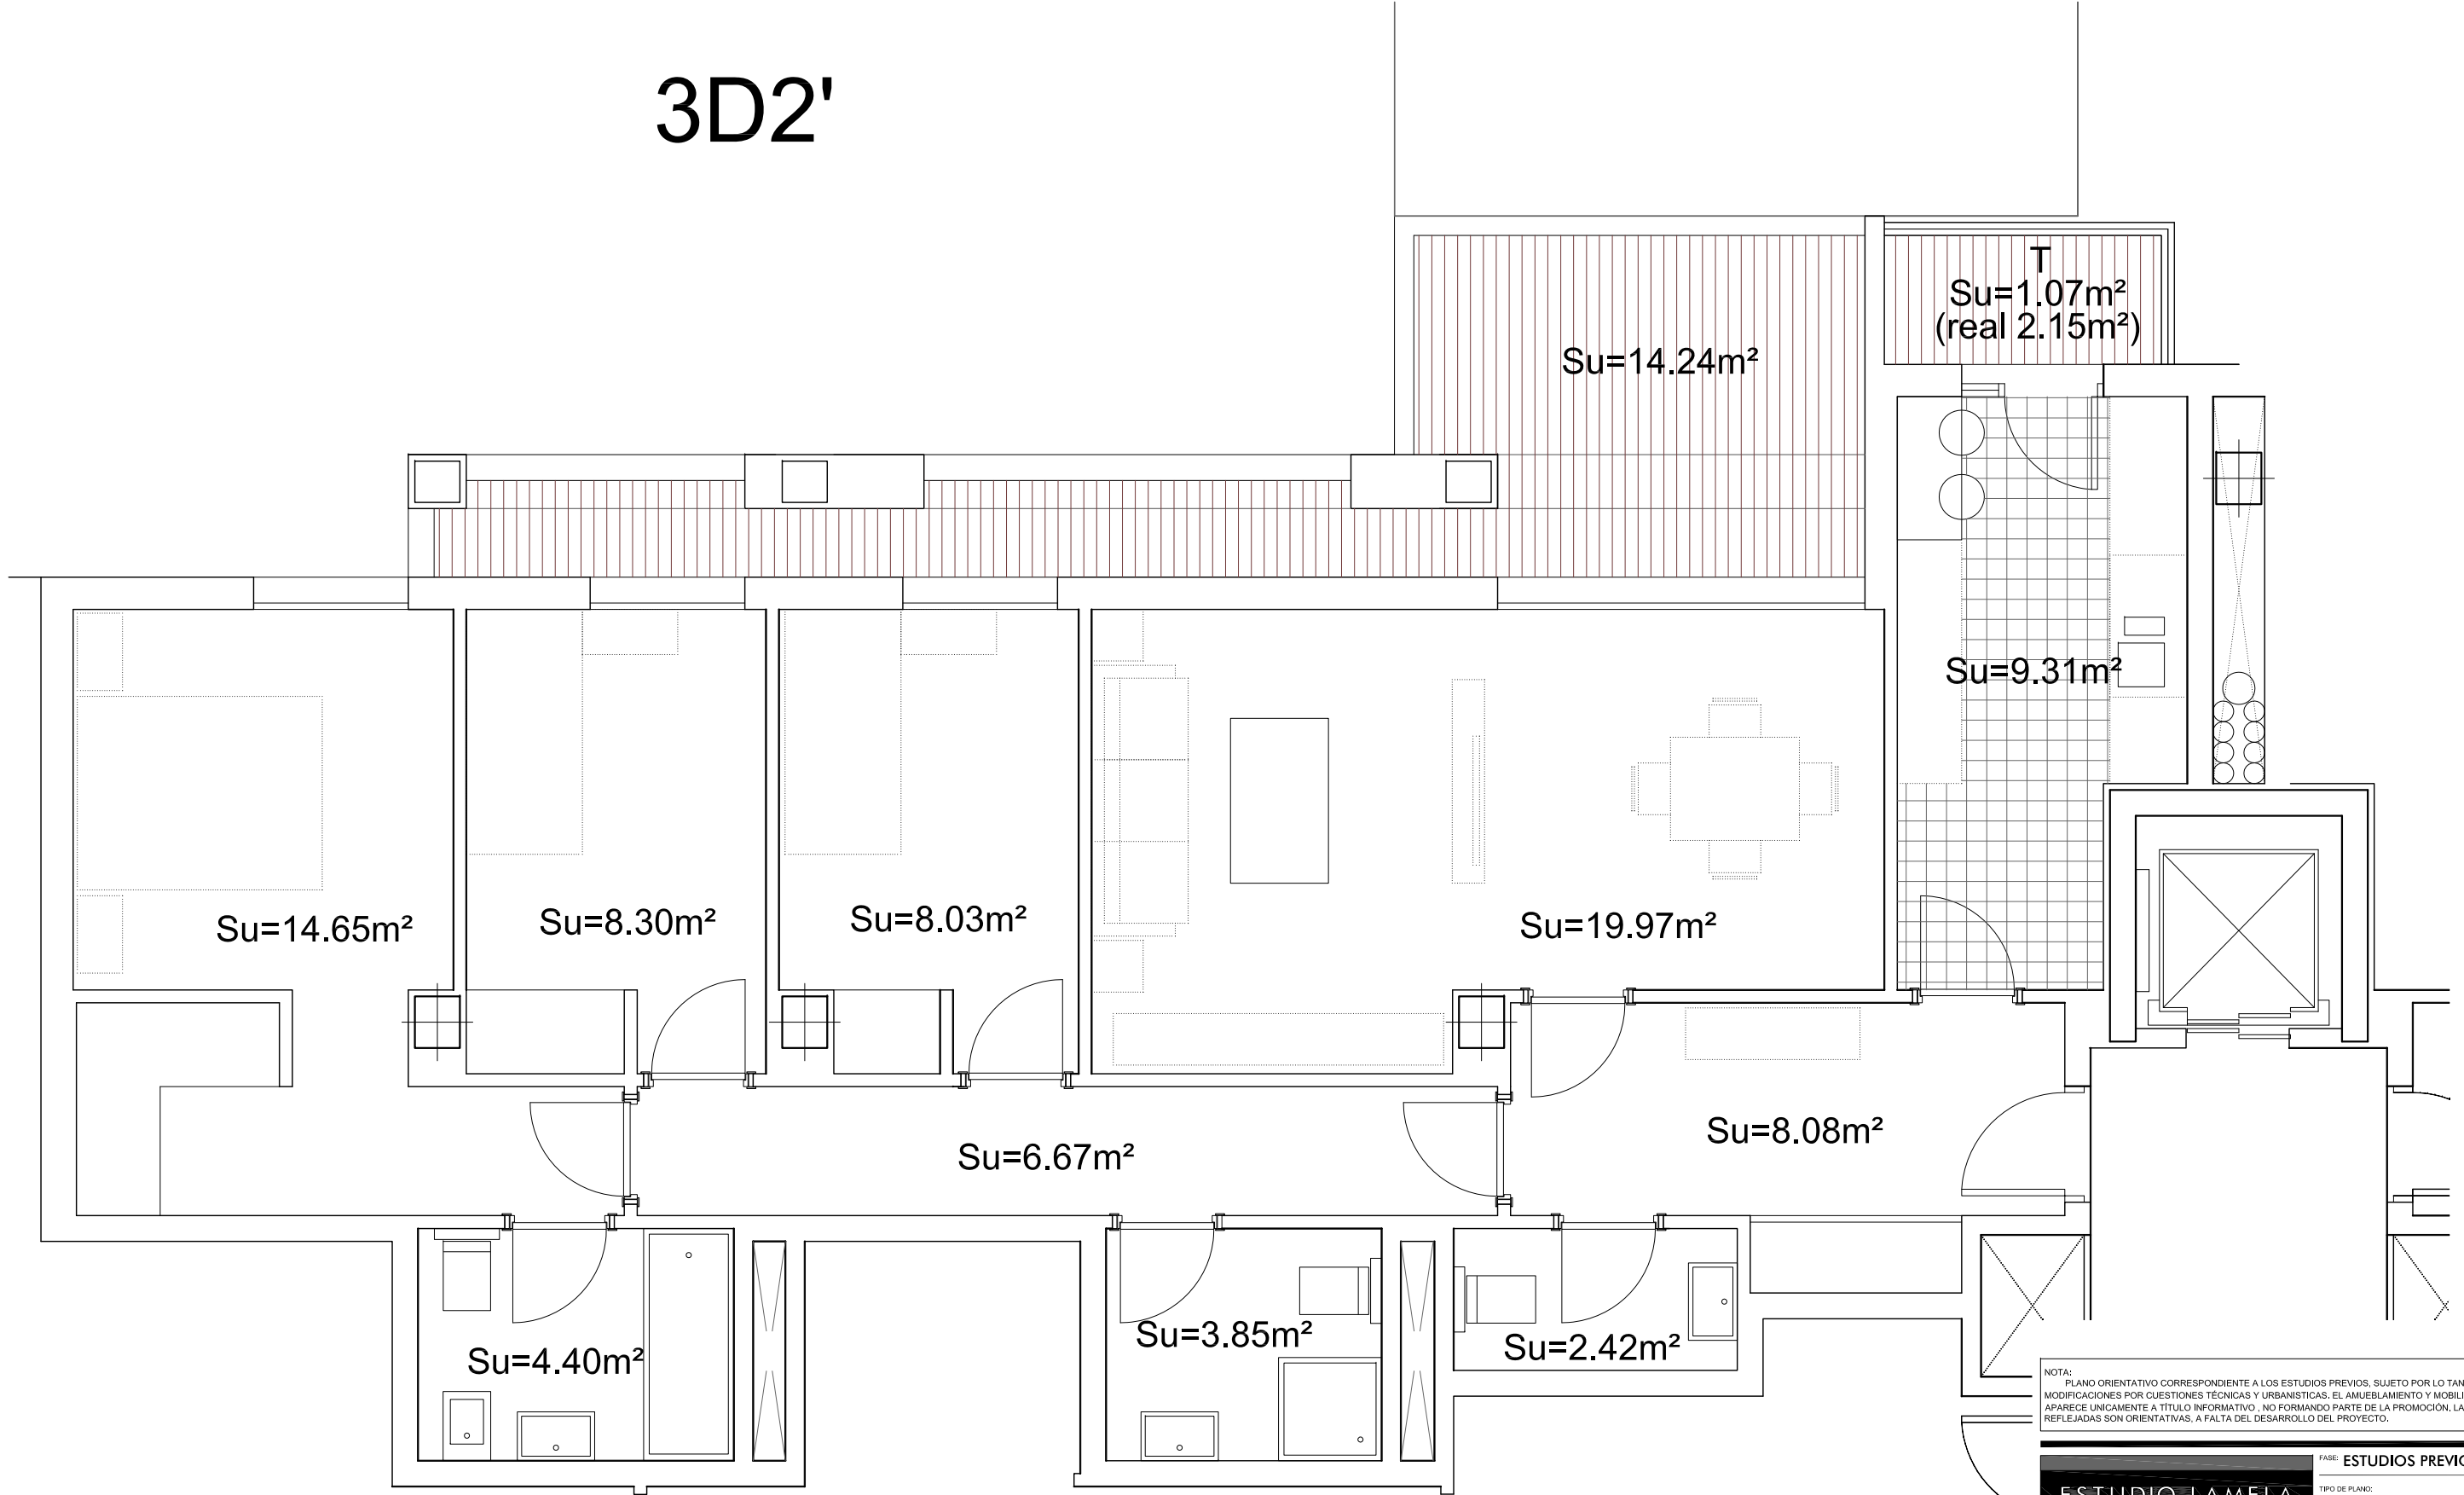 3D2'
T
Su=1.07m²
(real 2.15m²)
Su=14.24m²
Su=9.31m²
Su=14.65m²
Su=8.30m²
Su=8.03m²
Su=19.97m²
Su=6.67m²
Su=8.08m²
Su=4.40m²
Su=3.85m²
Su=2.42m²
NOTA:
PLANO ORIENTATIVO CORRESPONDIENTE A LOS ESTUDIOS PREVIOS, SUJETO POR LO TAN
MODIFICACIONES POR CUESTIONES TÉCNICAS Y URBANISTICAS. EL AMUEBLAMIENTO Y MOBILI
APARECE UNICAMENTE A TÍTULO INFORMATIVO , NO FORMANDO PARTE DE LA PROMOCIÓN, LA
REFLEJADAS SON ORIENTATIVAS, A FALTA DEL DESARROLLO DEL PROYECTO.
FASE: ESTUDIOS PREVIO
TIPO DE PLANO:
ESTUDIO LAMELA